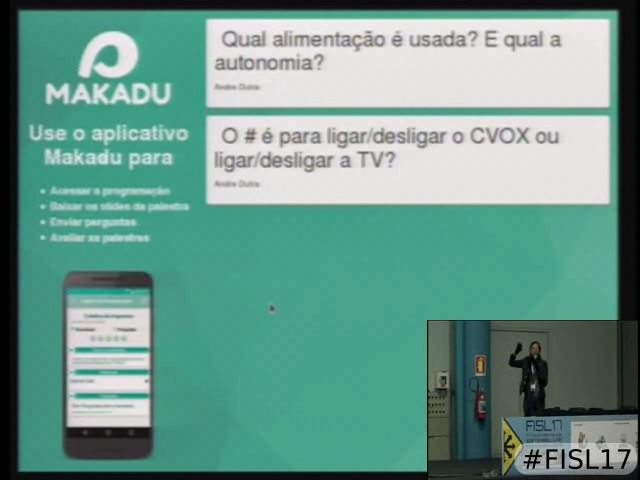 MAKADU
Use o aplicativo
Makadu para
Acessar a programação
Baixar os slides da palestra
Enviar perguntas
Avaliar as palestras
Qual alimentação é usada? E qual a
autonomia?
Andre Dutra
O # é para ligar/desligar o CVOX ou
ligar/desligar a TV?
Andre Dutra
FISL17
#FISL17